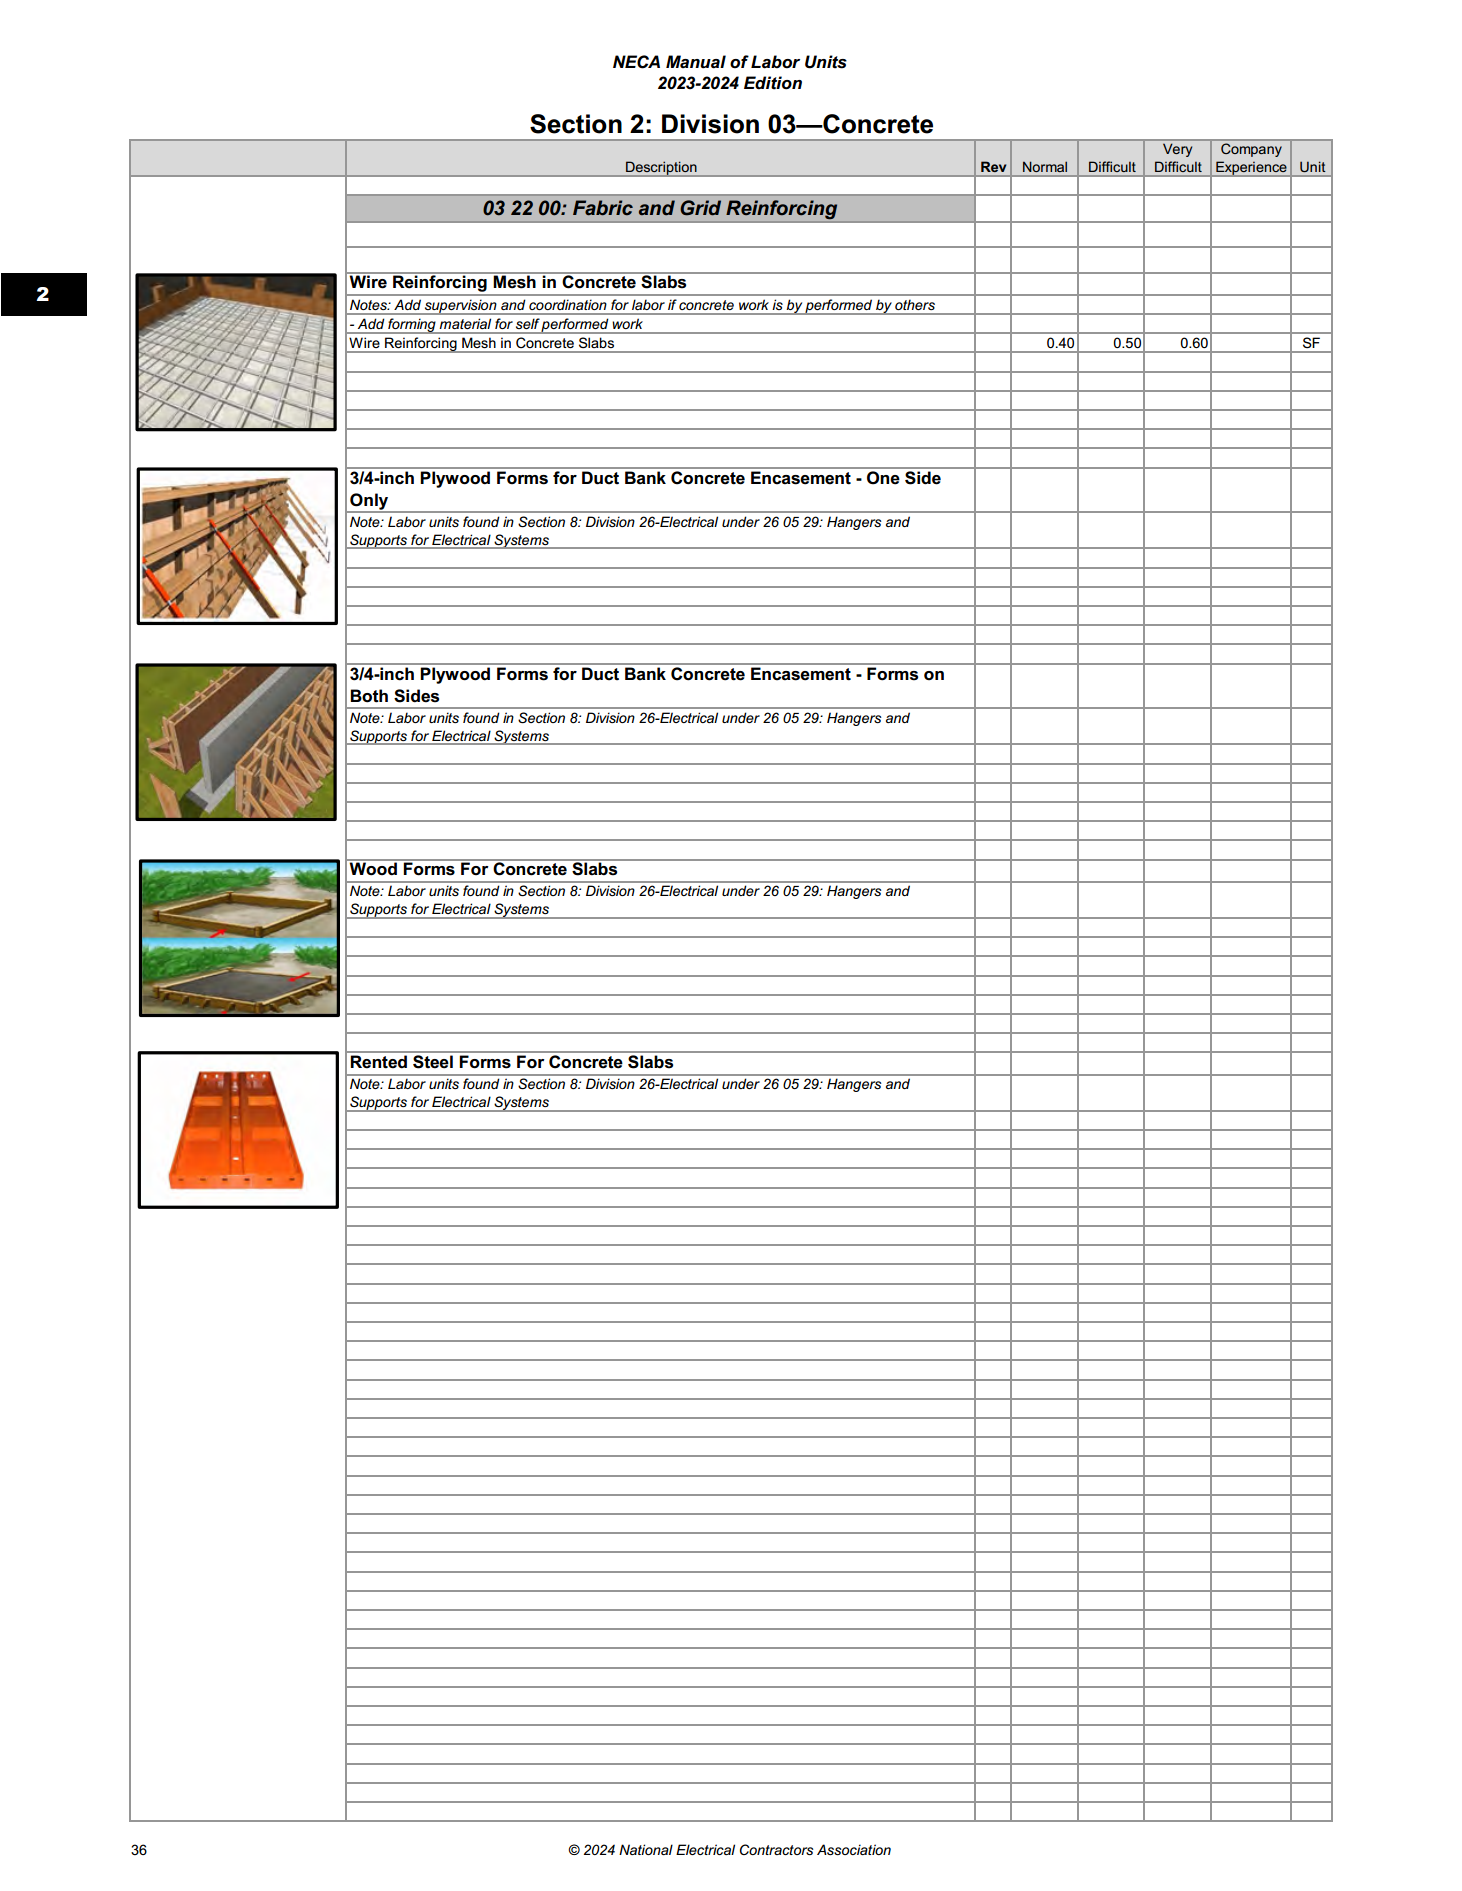 NECA Manual of Labor Units
2023-2024 Edition
Section 2: Division 03—Concrete
Description Rev Normal Difficult Very Difficult Company Experience Unit
03 22 00: Fabric and Grid Reinforcing
2
Wire Reinforcing Mesh in Concrete Slabs
Notes: Add supervision and coordination for labor if concrete work is by performed by others
- Add forming material for self performed work
Wire Reinforcing Mesh in Concrete Slabs 0.40 0.50 0.60 SF
3/4-inch Plywood Forms for Duct Bank Concrete Encasement - One Side
Only
Note: Labor units found in Section 8: Division 26-Electrical under 26 05 29: Hangers and
Supports for Electrical Systems
3/4-inch Plywood Forms for Duct Bank Concrete Encasement - Forms on
Both Sides
Note: Labor units found in Section 8: Division 26-Electrical under 26 05 29: Hangers and
Supports for Electrical Systems
Wood Forms For Concrete Slabs
Note: Labor units found in Section 8: Division 26-Electrical under 26 05 29: Hangers and
Supports for Electrical Systems
Rented Steel Forms For Concrete Slabs
Note: Labor units found in Section 8: Division 26-Electrical under 26 05 29: Hangers and
Supports for Electrical Systems
36
© 2024 National Electrical Contractors Association